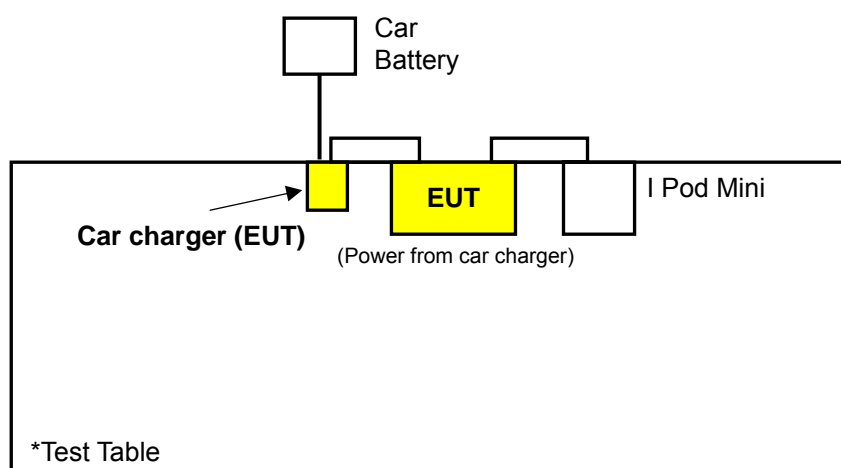 Car
Battery
EUT
I Pod Mini
Car charger (EUT)
(Power from car charger)
*Test Table